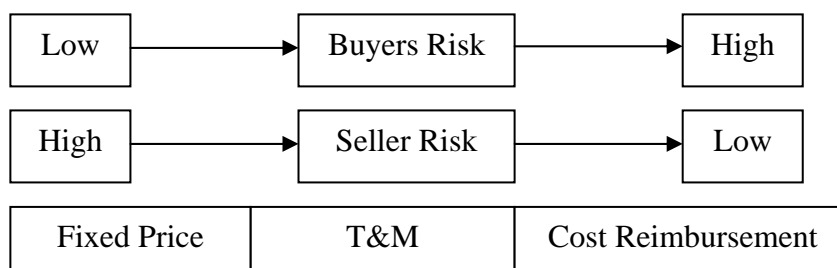 Low Buyers Risk High
High Seller Risk Low
Fixed Price T&M Cost Reimbursement